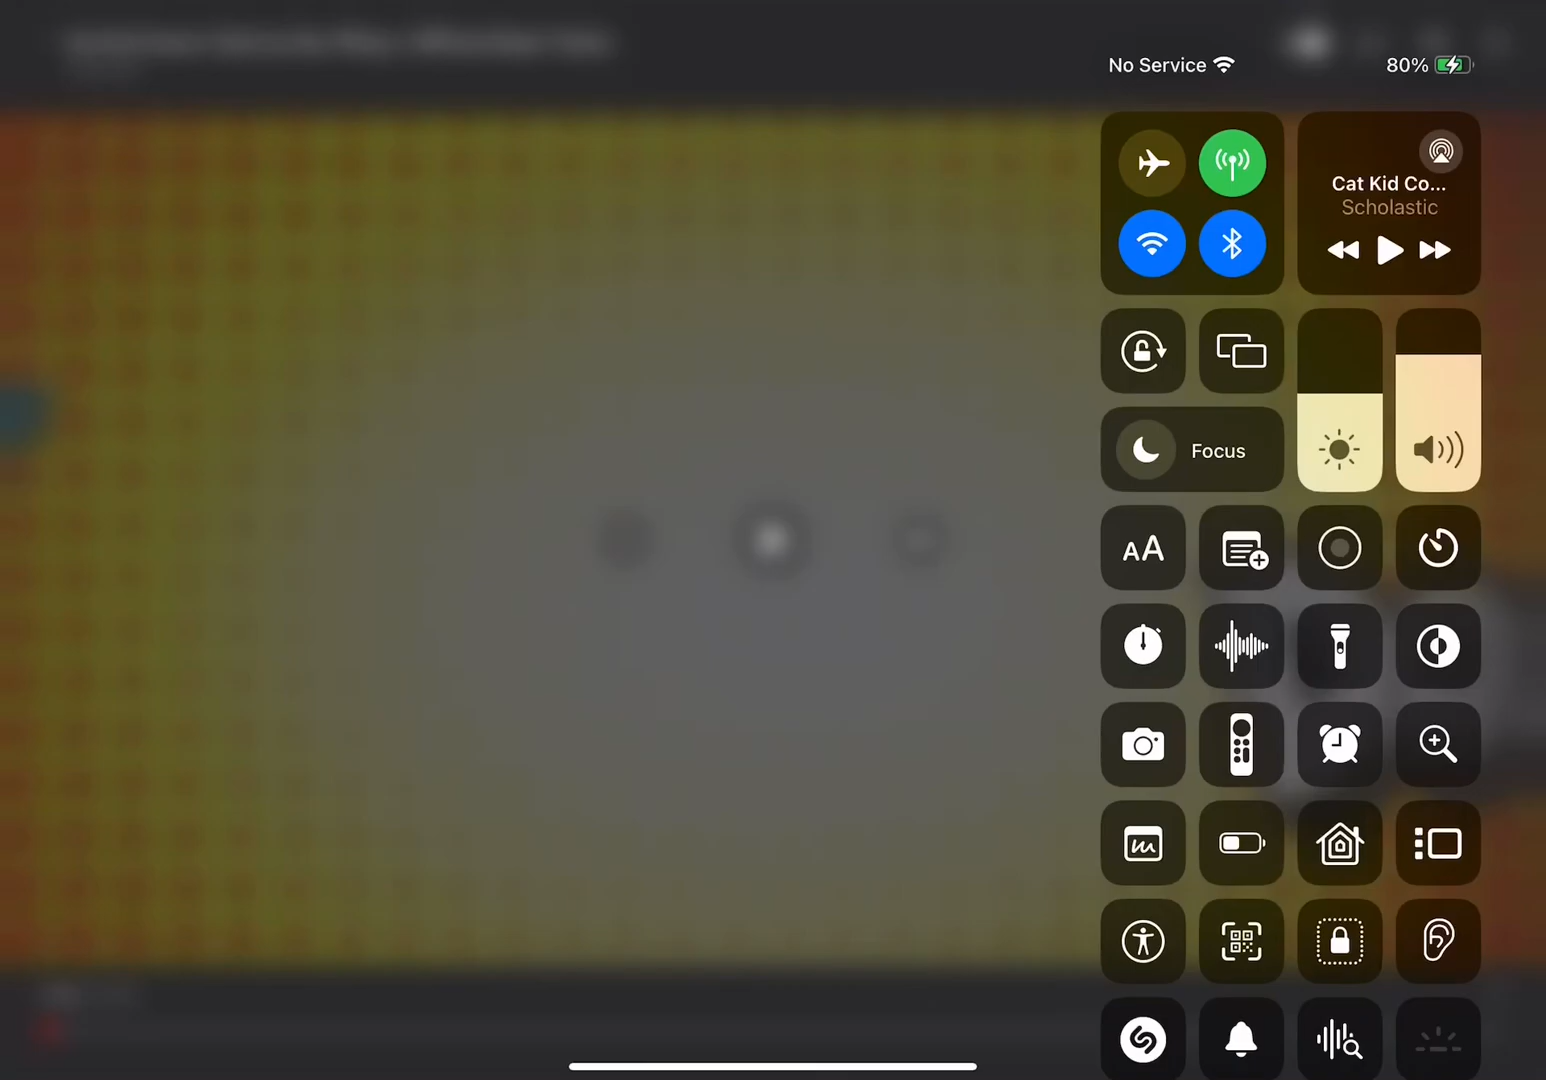 No Service
80%
Cat Kid Co...
Scholastic
Focus
AA